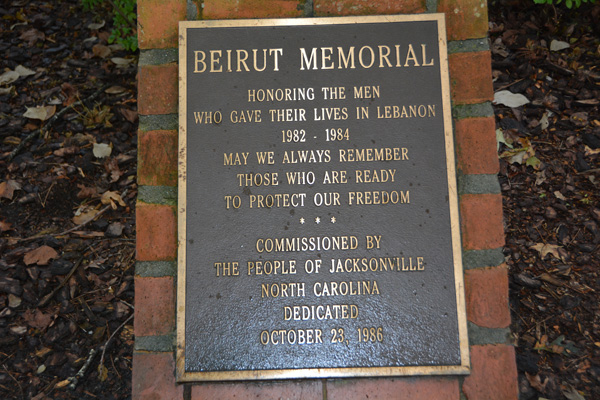 BEIRUT MEMORIAL
HONORING THE MEN
WHO GAVE THEIR LIVES IN LEBANON
1982 - 1984
MAY WE ALWAYS REMEMBER
THOSE WHO ARE READY
TO PROTECT OUR FREEDOM
* * *
COMMISSIONED BY
THE PEOPLE OF JACKSONVILLE
NORTH CAROLINA
DEDICATED
OCTOBER 23, 1986